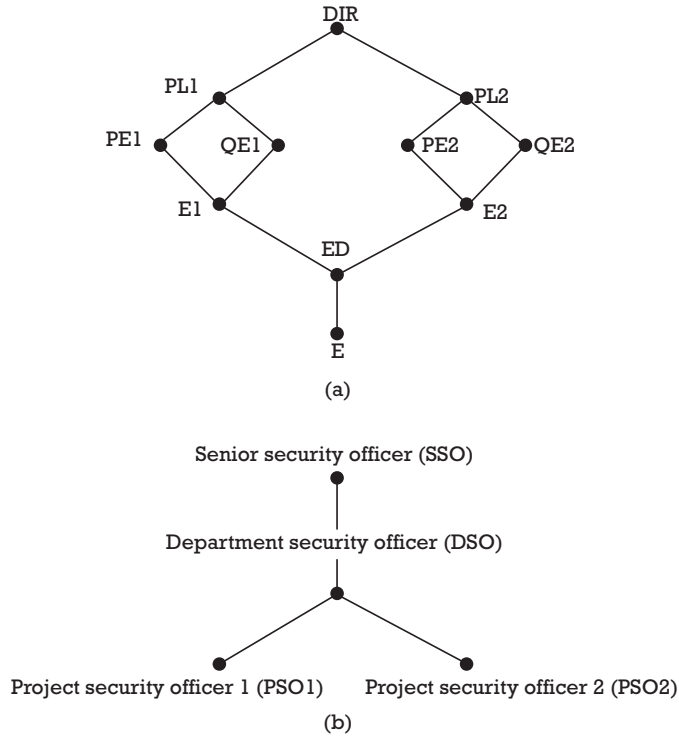 DIR
PL1
PL2
PE1
QE1
PE2
QE2
E1
E2
ED
E
(a)
Senior security officer (SSO)
Department security officer (DSO)
Project security officer 1 (PSO1)
Project security officer 2 (PSO2)
(b)